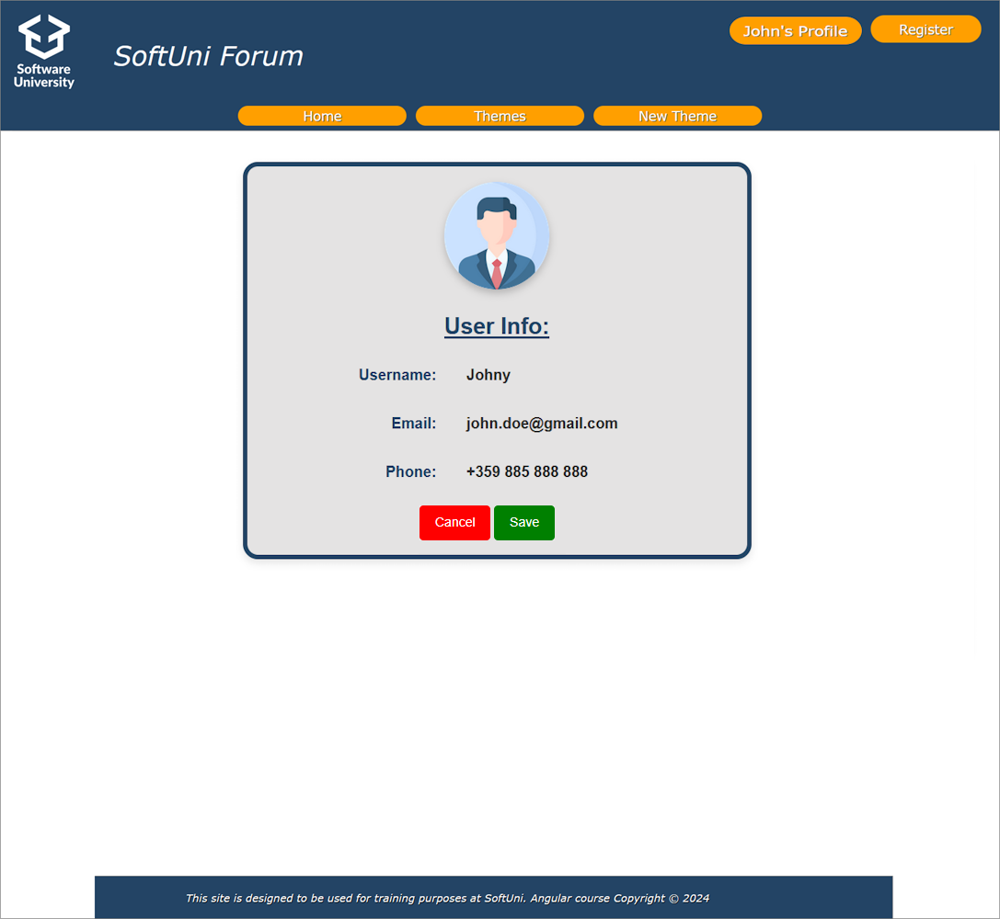 Software
University
SoftUni Forum
John's Profile
Register
Home
Themes
New Theme
User Info:
Username: Johny
Email: john.doe@gmail.com
Phone: +359 885 888 888
Cancel
Save
This site is designed to be used for training purposes at SoftUni. Angular course Copyright © 2024